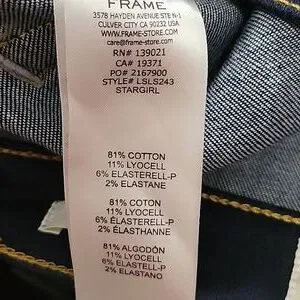 FRAME
3578 HAYDEN AVENUE STE N-1
CULVER CITY CA 90232 USA
WWW.FRAME-STORE.COM
care@frame-store.com
RN# 139021
CA# 19371
PO# 2167900
STYLE# LSLS243
STARGIRL
81% COTTON
11% LYOCELL
6% ELASTERELL-P
2% ELASTANE
81% COTON
11% LYOCELL
6% ELASTERELL-P
2% ÉLASTHANNE
81% ALGODÓN
11% LYOCELL
6% ELASTELL-P
2% ELASTANO